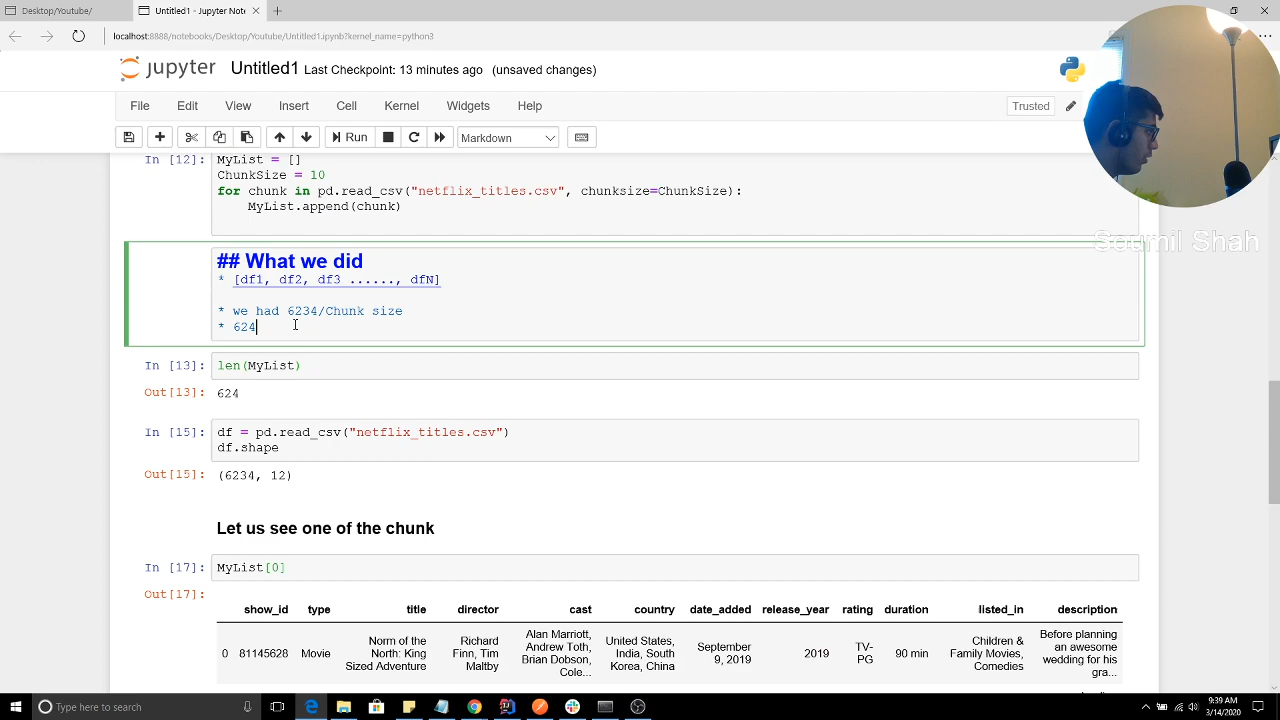 Desktop/Youtube/
Untitled1 - Jupyter Note
localhost:8888/notebooks/Desktop/Youtube/Untitled1.ipynb?kernel_name=python3
jupyter Untitled1 Last Checkpoint: 13 minutes ago (unsaved changes)
File Edit View Insert Cell Kernel Widgets Help
Trusted
Run Markdown
In [12]: MyList = []
ChunkSize = 10
for chunk in pd.read_csv("netflix_titles.csv", chunksize=ChunkSize):
MyList.append(chunk)
Soumil Shah
## What we did
* [df1, df2, df3 ......, dfN]
* we had 6234/Chunk size
* 624
In [13]: len(MyList)
Out[13]: 624
In [15]: df = pd.read_csv("netflix_titles.csv")
df.shape
Out[15]: (6234, 12)
Let us see one of the chunk
In [17]: MyList[0]
Out[17]:
show_id type title director cast country date_added release_year rating duration listed_in description
0 81145628 Movie Norm of the North: King Sized Adventure Richard Finn, Tim Maltby Alan Marriott, Andrew Toth, Brian Dobson, Cole... United States, India, South Korea, China September 9, 2019 2019 TV-PG 90 min Children & Family Movies, Comedies Before planning an awesome wedding for his gra...
Type here to search
9:39 AM
3/14/2020